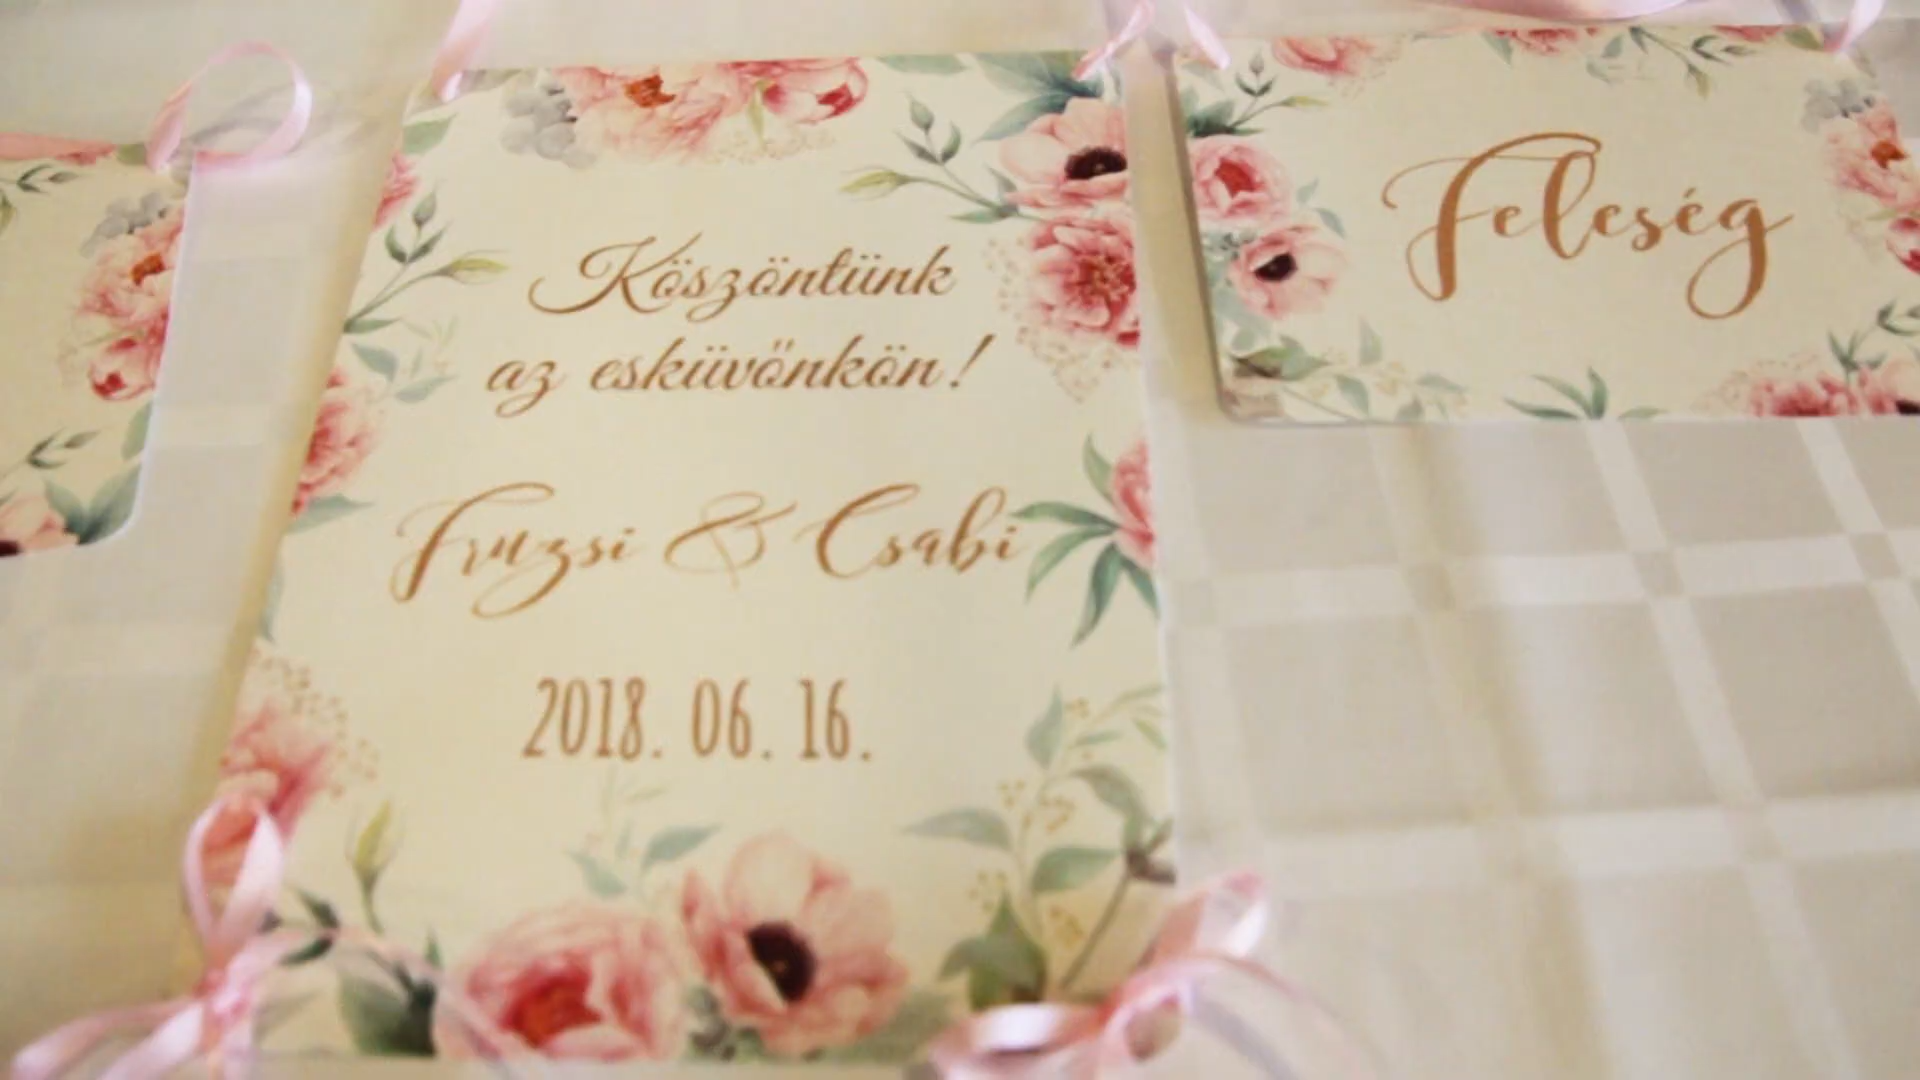 Köszöntünk
az esküvőnkön!
Fruzsi & Csabi
2018. 06. 16.
Feleség